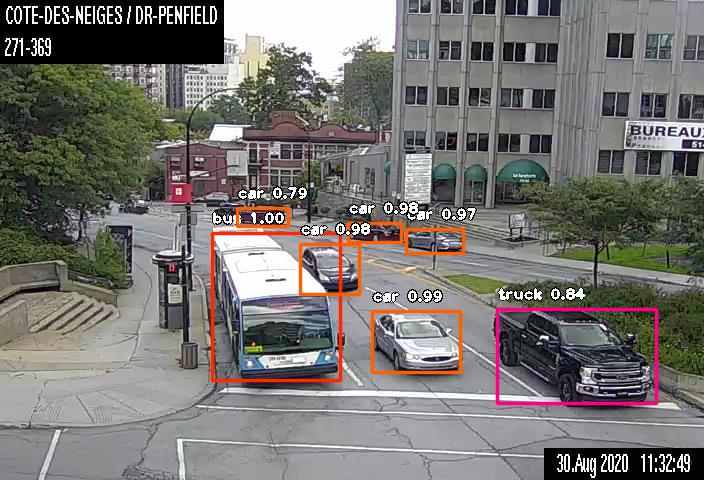 COTE-DES-NEIGES / DR-PENFIELD
271-369
car 0.79
car 0.98
car 0.97
bus 1.00
car 0.98
car 0.99
truck 0.84
BUREAUX
514
30.Aug 2020 11:32:49